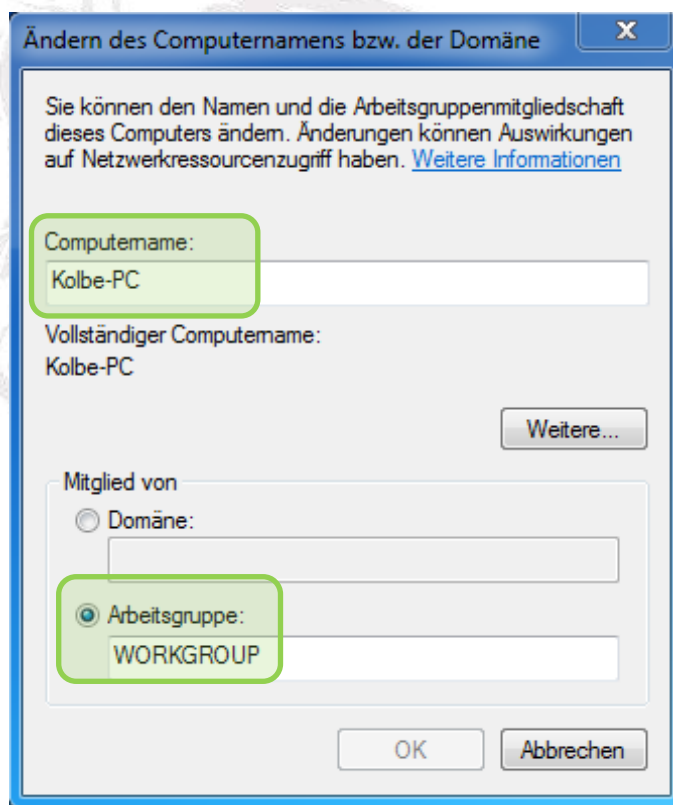 Ändern des Computernamens bzw. der Domäne
Sie können den Namen und die Arbeitsgruppenmitgliedschaft
dieses Computers ändern. Änderungen können Auswirkungen
auf Netzwerkressourcenzugriff haben. Weitere Informationen
Computername:
Kolbe-PC
Vollständiger Computername:
Kolbe-PC
Weitere...
Mitglied von
Domäne:
Arbeitsgruppe:
WORKGROUP
OK
Abbrechen